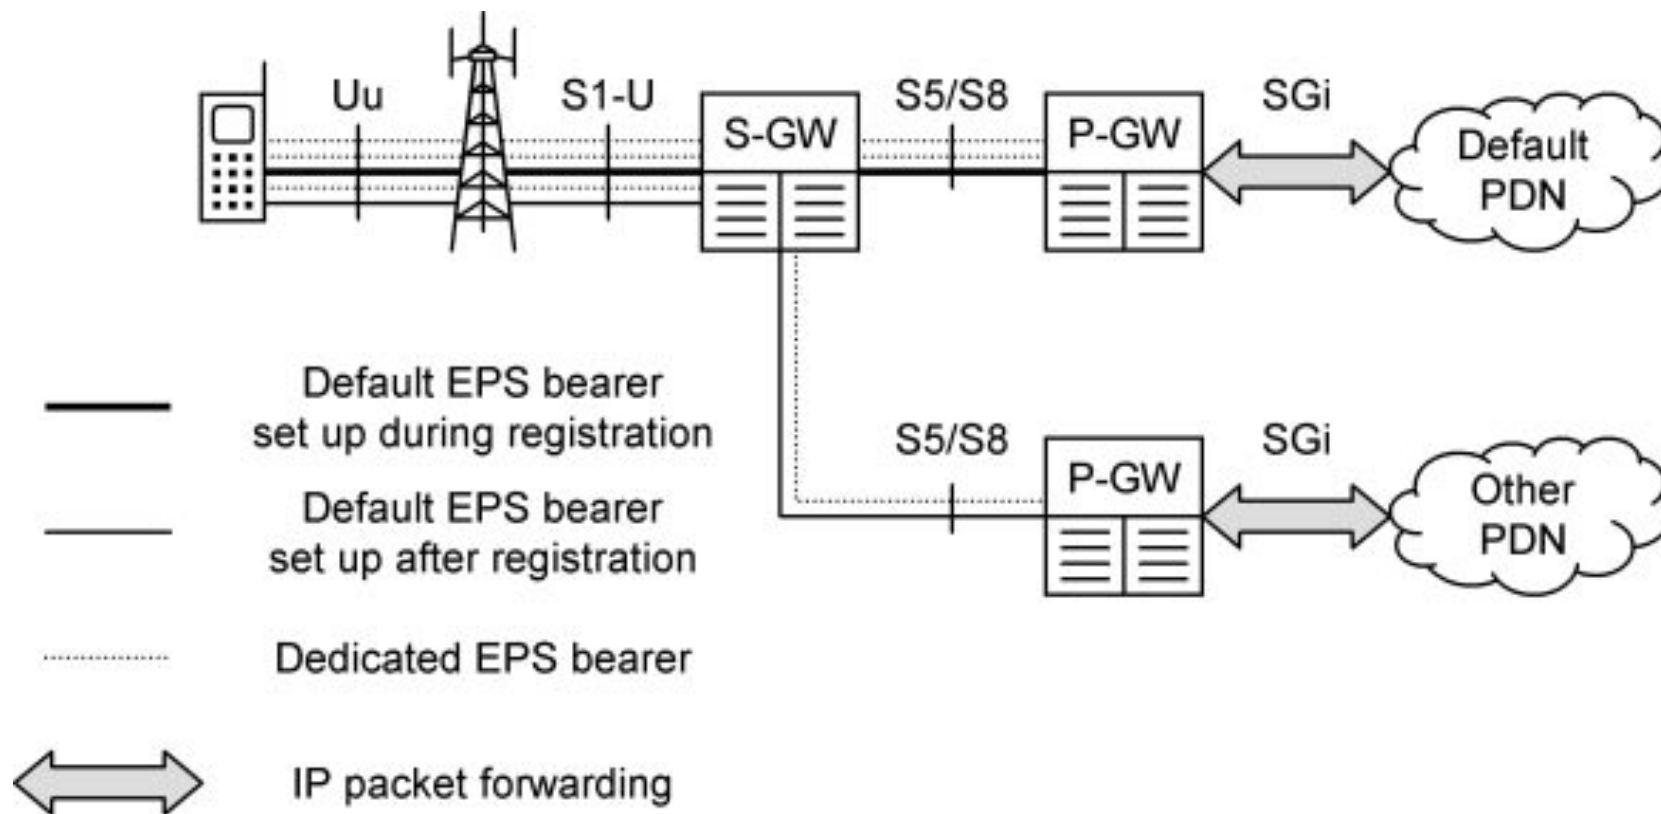 Uu
S1-U
S-GW
S5/S8
P-GW
SGi
Default
PDN
Default EPS bearer
set up during registration
S5/S8
P-GW
SGi
Other
PDN
Default EPS bearer
set up after registration
Dedicated EPS bearer
IP packet forwarding